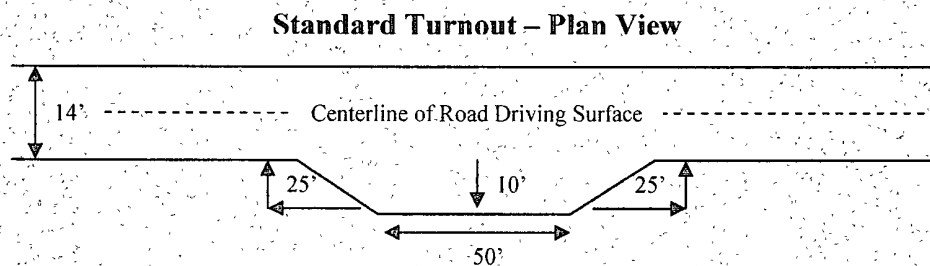 Standard Turnout – Plan View
14’
Centerline of Road Driving Surface
25’
10’
25’
50’